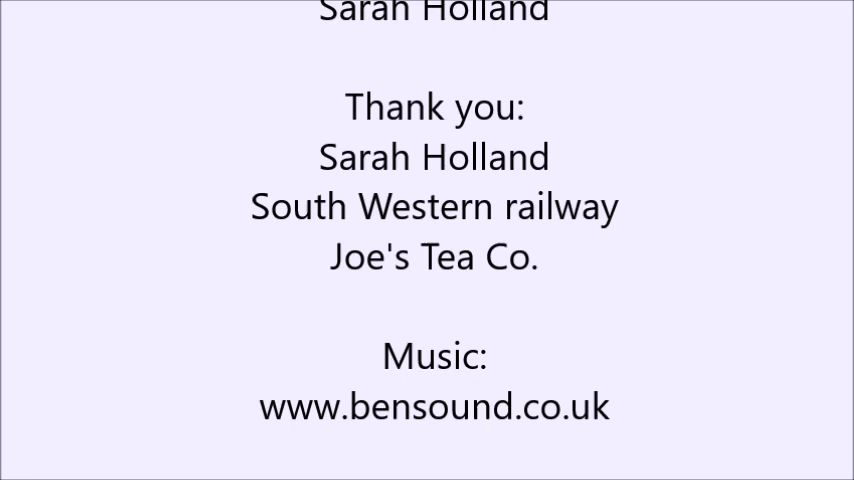 Sarah Holland
Thank you:
Sarah Holland
South Western railway
Joe's Tea Co.
Music:
www.bensound.co.uk